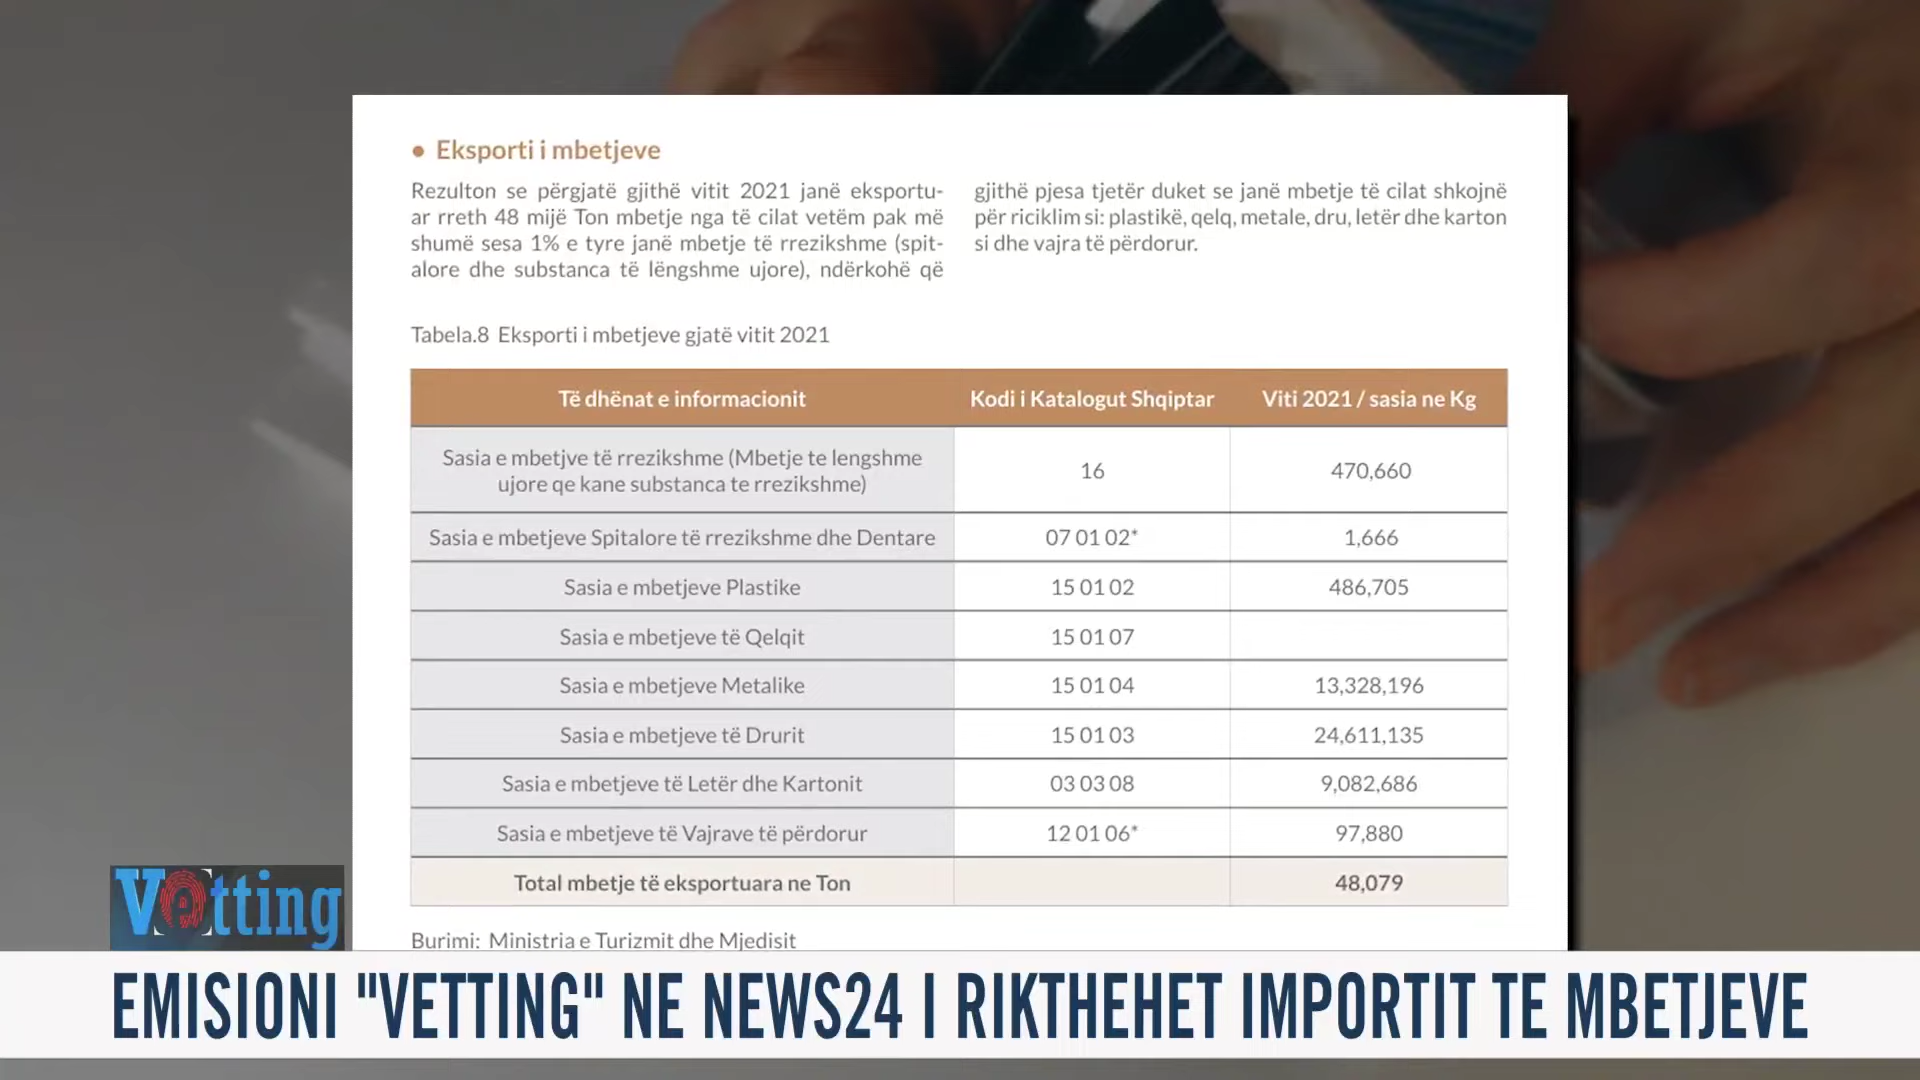 • Eksporti i mbetjeve
Rezulton se përgjatë gjithë vitit 2021 janë eksportu-
ar rreth 48 mijë Ton mbetje nga të cilat vetëm pak më
shumë sesa 1% e tyre janë mbetje të rrezikshme (spit-
alore dhe substanca të lëngshme ujore), ndërkohë që
gjithë pjesa tjetër duket se janë mbetje të cilat shkojnë
për riciklim si: plastikë, qelq, metale, dru, letër dhe karton
si dhe vajra të përdorur.
Tabela.8 Eksporti i mbetjeve gjatë vitit 2021
Të dhënat e informacionit Kodi i Katalogut Shqiptar Viti 2021 / sasia ne Kg
Sasia e mbetjve të rrezikshme (Mbetje te lengshme
ujore qe kane substanca te rrezikshme) 16 470,660
Sasia e mbetjeve Spitalore të rrezikshme dhe Dentare 07 01 02* 1,666
Sasia e mbetjeve Plastike 15 01 02 486,705
Sasia e mbetjeve të Qelqit 15 01 07
Sasia e mbetjeve Metalike 15 01 04 13,328,196
Sasia e mbetjeve të Drurit 15 01 03 24,611,135
Sasia e mbetjeve të Letër dhe Kartonit 03 03 08 9,082,686
Sasia e mbetjeve të Vajrave të përdorur 12 01 06* 97,880
Total mbetje të eksportuara ne Ton 48,079
Burimi: Ministria e Turizmit dhe Mjedisit
Vetting
EMISIONI "VETTING" NE NEWS24 I RIKTHEHET IMPORTIT TE MBETJEVE